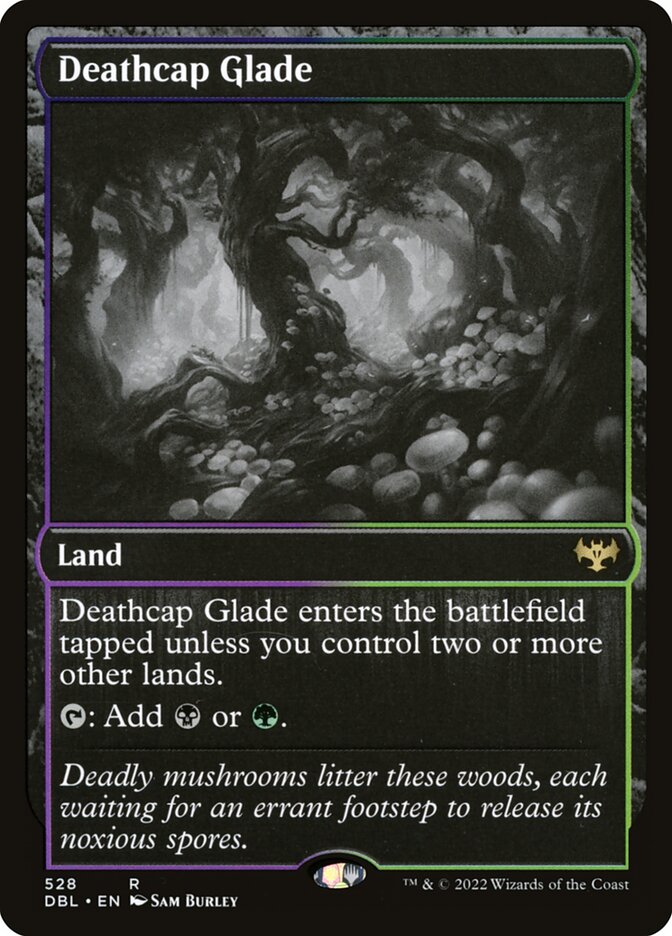 Deathcap Glade
Land
Deathcap Glade enters the battlefield
tapped unless you control two or more
other lands.
: Add or .
Deadly mushrooms litter these woods, each
waiting for an errant footstep to release its
noxious spores.
528 R
DBL • EN SAM BURLEY
™ & © 2022 Wizards of the Coast